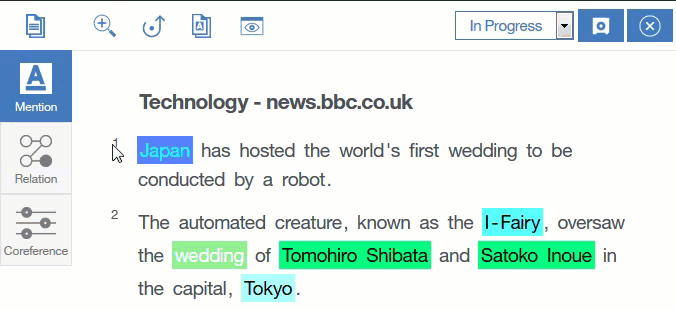 In Progress
Mention
Relation
Coreference
Technology - news.bbc.co.uk
Japan has hosted the world's first wedding to be
conducted by a robot.
2
The automated creature, known as the I-Fairy, oversaw
the wedding of Tomohiro Shibata and Satoko Inoue in
the capital, Tokyo.